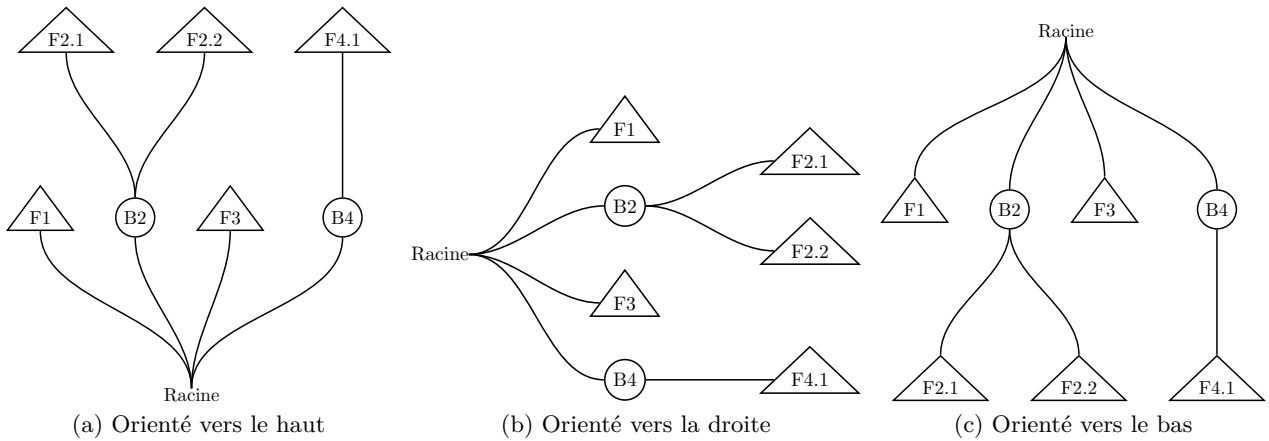 F2.1 F2.2 F4.1
F1 B2 F3 B4
Racine
(a) Orienté vers le haut
F1
F2.1
B2
F2.2
Racine
F3
B4 F4.1
(b) Orienté vers la droite
Racine
F1 B2 F3 B4
F2.1 F2.2 F4.1
(c) Orienté vers le bas